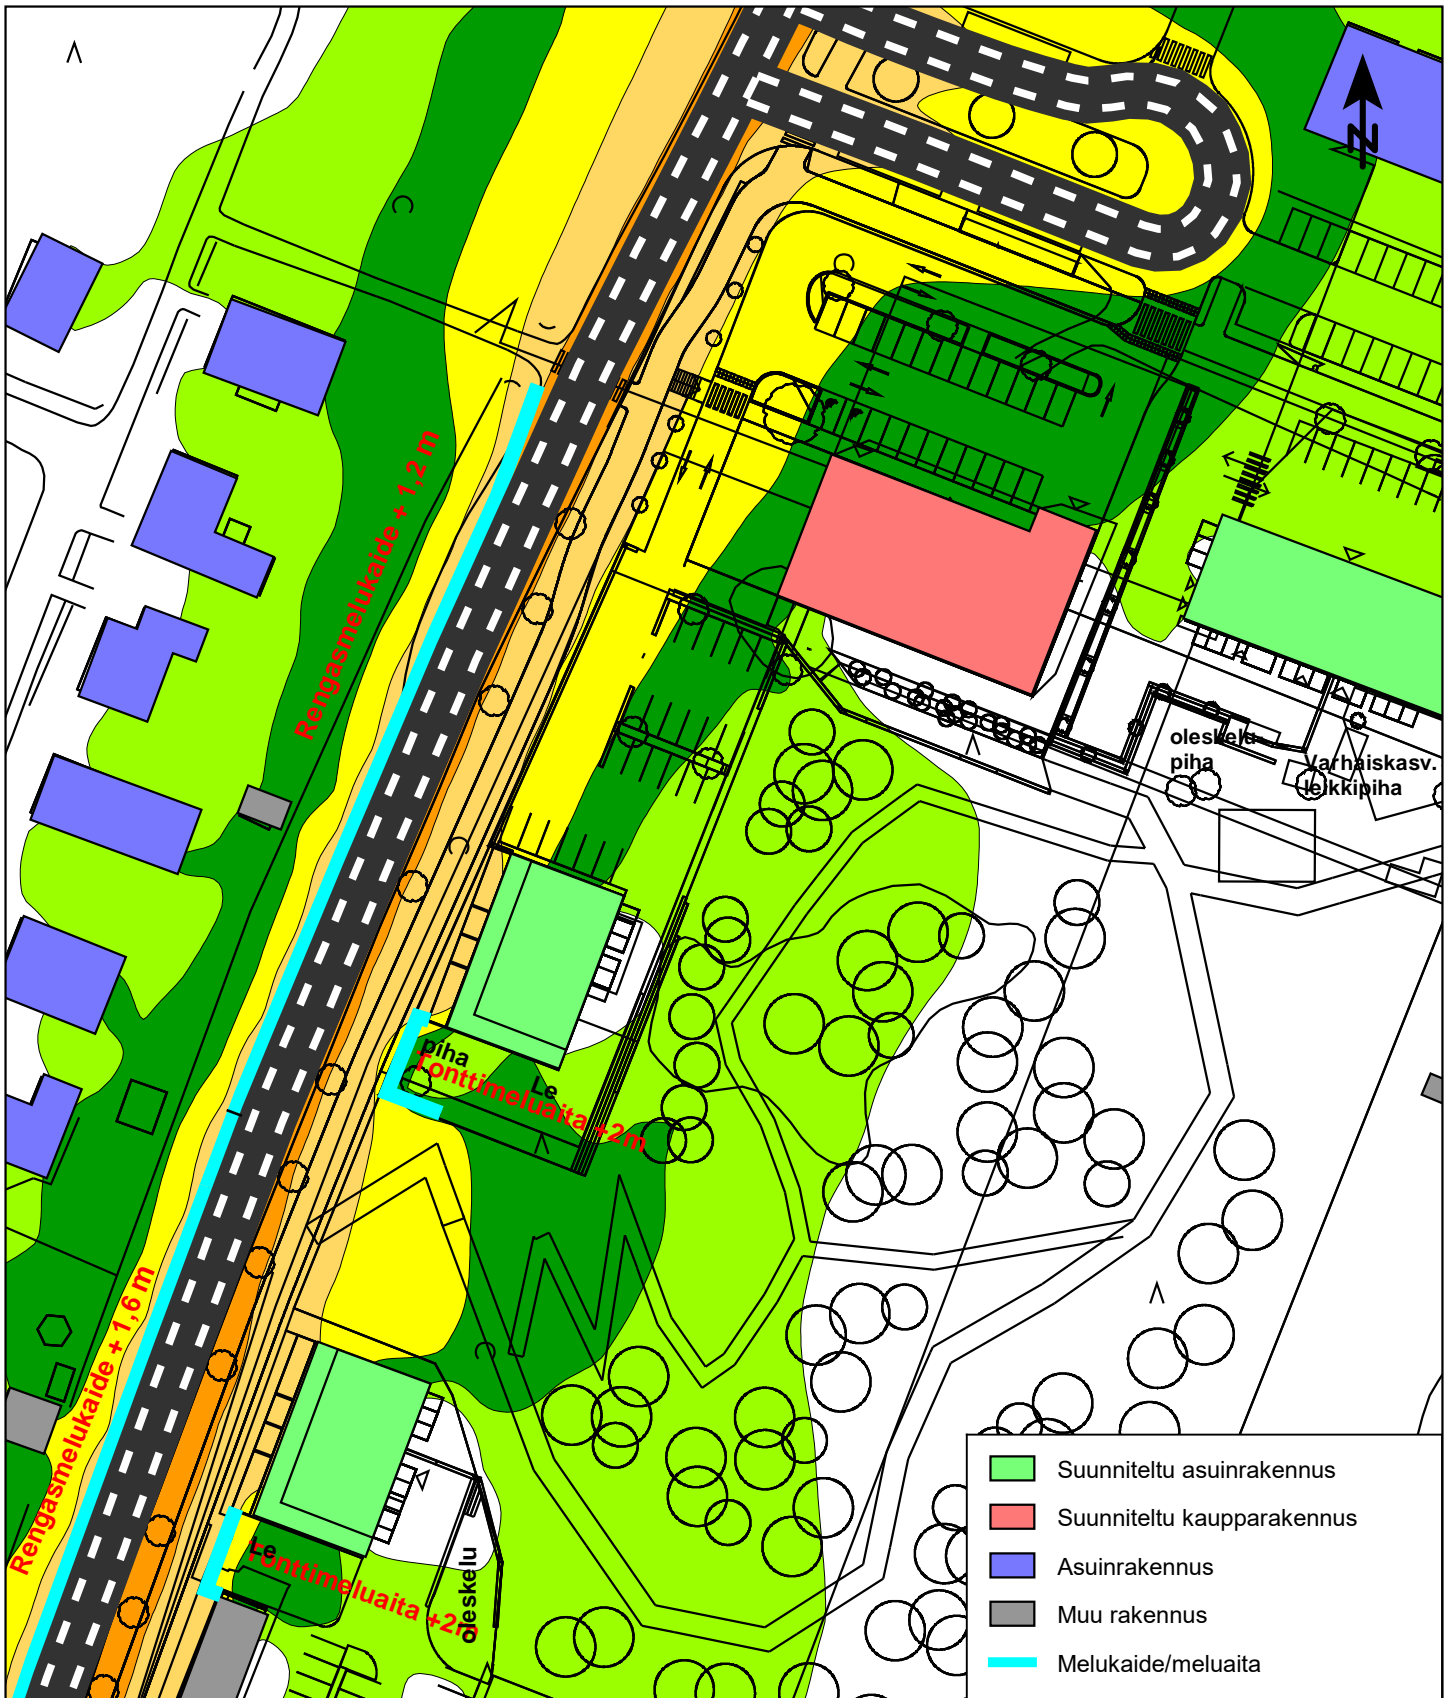 N
Rengasmelukaide + 1,2 m
oleskelu-
piha
Varhaiskasv.
leikkipiha
piha
Le
Tonttimeluaita +2m
Rengasmelukaide + 1,6 m
Le
Tonttimeluaita +2m
oleskelu
Suunniteltu asuinrakennus
Suunniteltu kaupparakennus
Asuinrakennus
Muu rakennus
Melukaide/meluaita